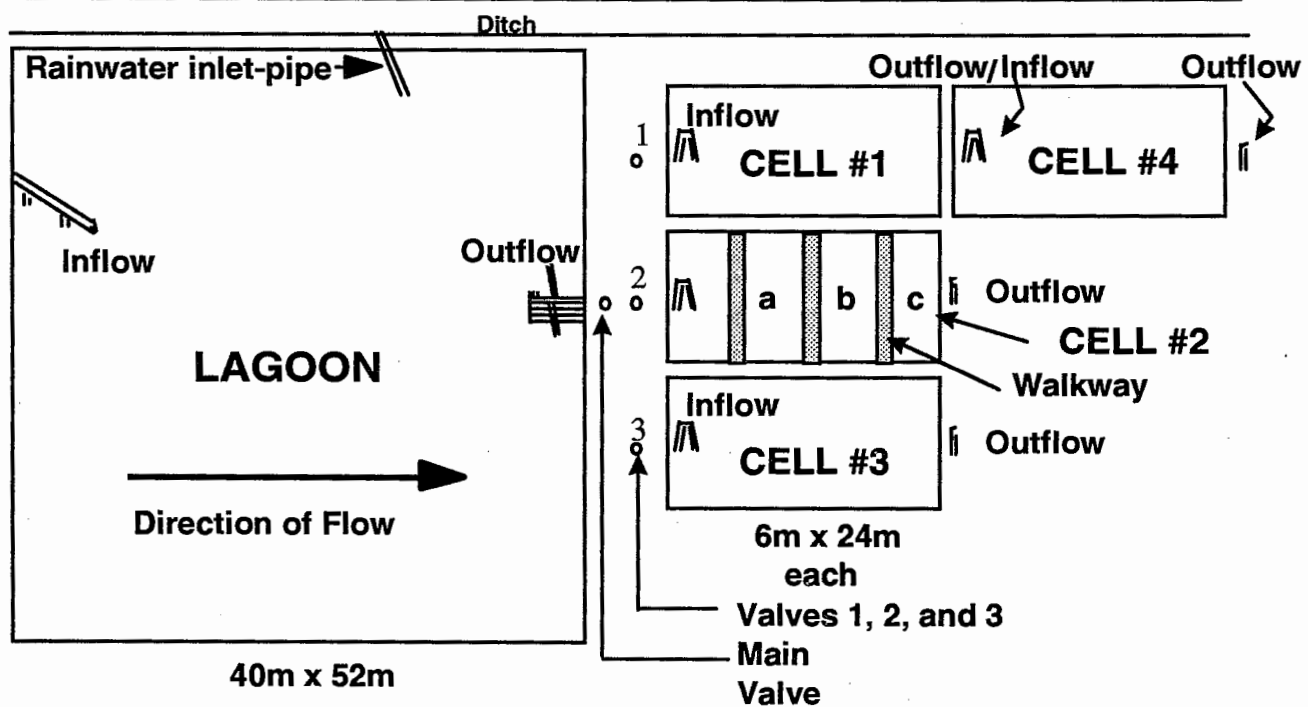 Ditch
Rainwater inlet-pipe
Outflow/Inflow
Outflow
Inflow
1
CELL #1
CELL #4
Inflow
Outflow
2
a
b
c
Outflow
CELL #2
LAGOON
Walkway
Inflow
3
Outflow
CELL #3
Direction of Flow
6m x 24m
each
Valves 1, 2, and 3
Main
Valve
40m x 52m